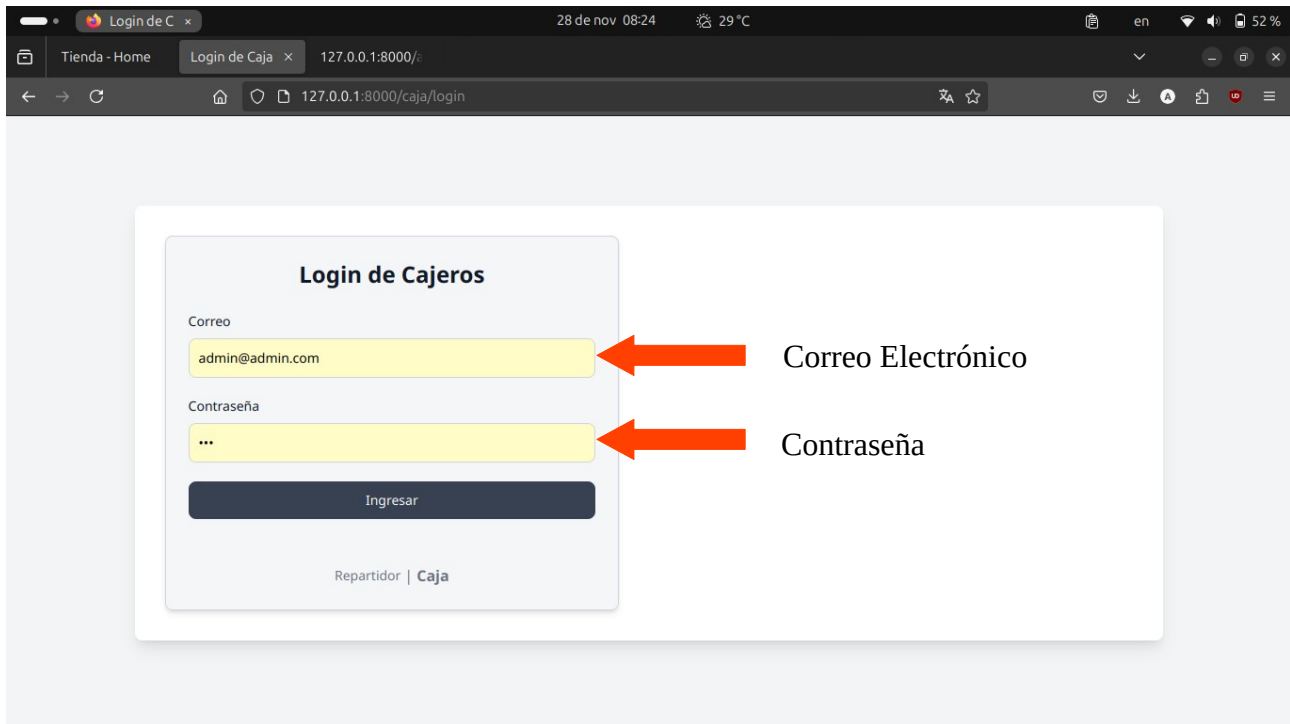 Login de C ×
28 de nov 08:24
29°C
en
52 %
Tienda - Home
Login de Caja ×
127.0.0.1:8000/a
127.0.0.1:8000/caja/login
Login de Cajeros
Correo
admin@admin.com
Correo Electrónico
Contraseña
•••
Contraseña
Ingresar
Repartidor | Caja